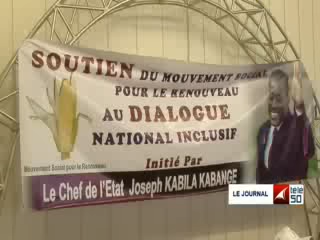 SOUTIEN DU MOUVEMENT SOCIAL
POUR LE RENOUVEAU
AU DIALOGUE
NATIONAL INCLUSIF
Initié Par
Mouvement Social pour le Renouveau
Le Chef de l'Etat Joseph KABILA KABANGE
LE JOURNAL
télé
50